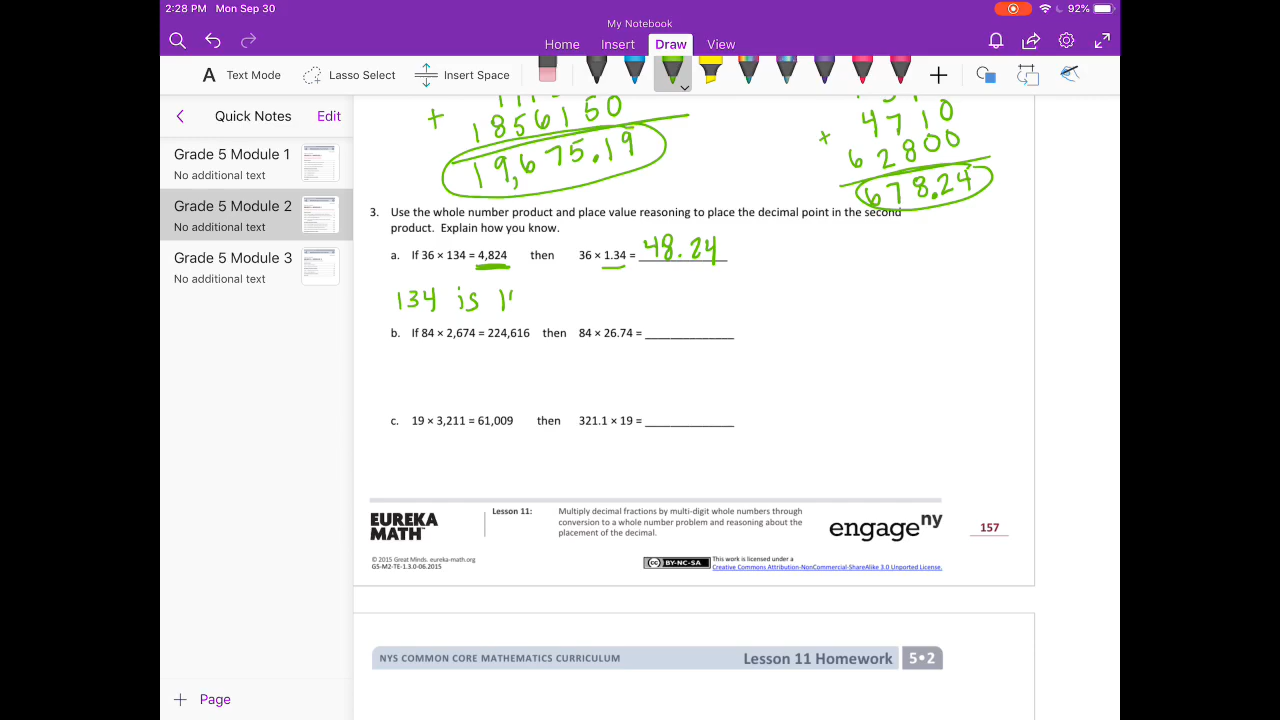 2:28 PM Mon Sep 30
92%
My Notebook
Home Insert Draw View
Text Mode Lasso Select Insert Space
Quick Notes Edit
Grade 5 Module 1
No additional text
Grade 5 Module 2
No additional text
Grade 5 Module 3
No additional text
+ Page
+ 1856150
19,675.19
4710
+ 62800
678.24
3. Use the whole number product and place value reasoning to place the decimal point in the second
product. Explain how you know.
a. If 36 × 134 = 4,824 then 36 × 1.34 = 48.24
134 is
b. If 84 × 2,674 = 224,616 then 84 × 26.74 = ______________
c. 19 × 3,211 = 61,009 then 321.1 × 19 = ______________
EUREKA
MATH™
Lesson 11:
Multiply decimal fractions by multi-digit whole numbers through
conversion to a whole number problem and reasoning about the
placement of the decimal.
engage ny
157
© 2015 Great Minds. eureka-math.org
G5-M2-TE-1.3.0-06.2015
cc BY-NC-SA
This work is licensed under a
Creative Commons Attribution-NonCommercial-ShareAlike 3.0 Unported License.
NYS COMMON CORE MATHEMATICS CURRICULUM
Lesson 11 Homework 5•2